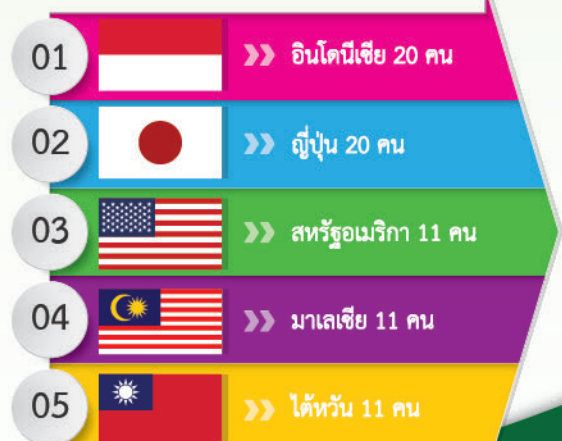 01 อินโดนีเซีย 20 คน
02 ญี่ปุ่น 20 คน
03 สหรัฐอเมริกา 11 คน
04 มาเลเซีย 11 คน
05 ไต้หวัน 11 คน